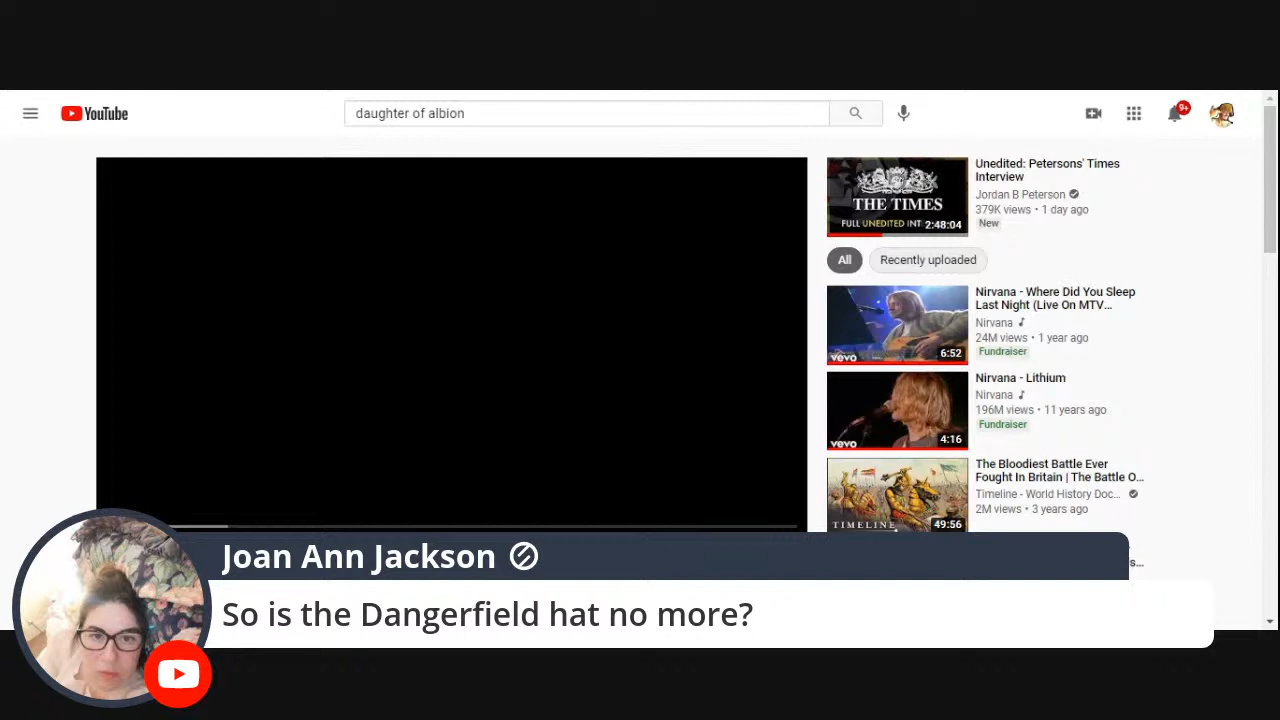 YouTube
daughter of albion
9+
THE TIMES
FULL UNEDITED INT
2:48:04
Unedited: Petersons' Times
Interview
Jordan B Peterson
379K views • 1 day ago
New
All
Recently uploaded
vevo
6:52
Nirvana - Where Did You Sleep
Last Night (Live On MTV...
Nirvana
24M views • 1 year ago
Fundraiser
vevo
4:16
Nirvana - Lithium
Nirvana
196M views • 11 years ago
Fundraiser
TIMELINE
49:56
The Bloodiest Battle Ever
Fought In Britain | The Battle O...
Timeline - World History Doc...
2M views • 3 years ago
Joan Ann Jackson
So is the Dangerfield hat no more?